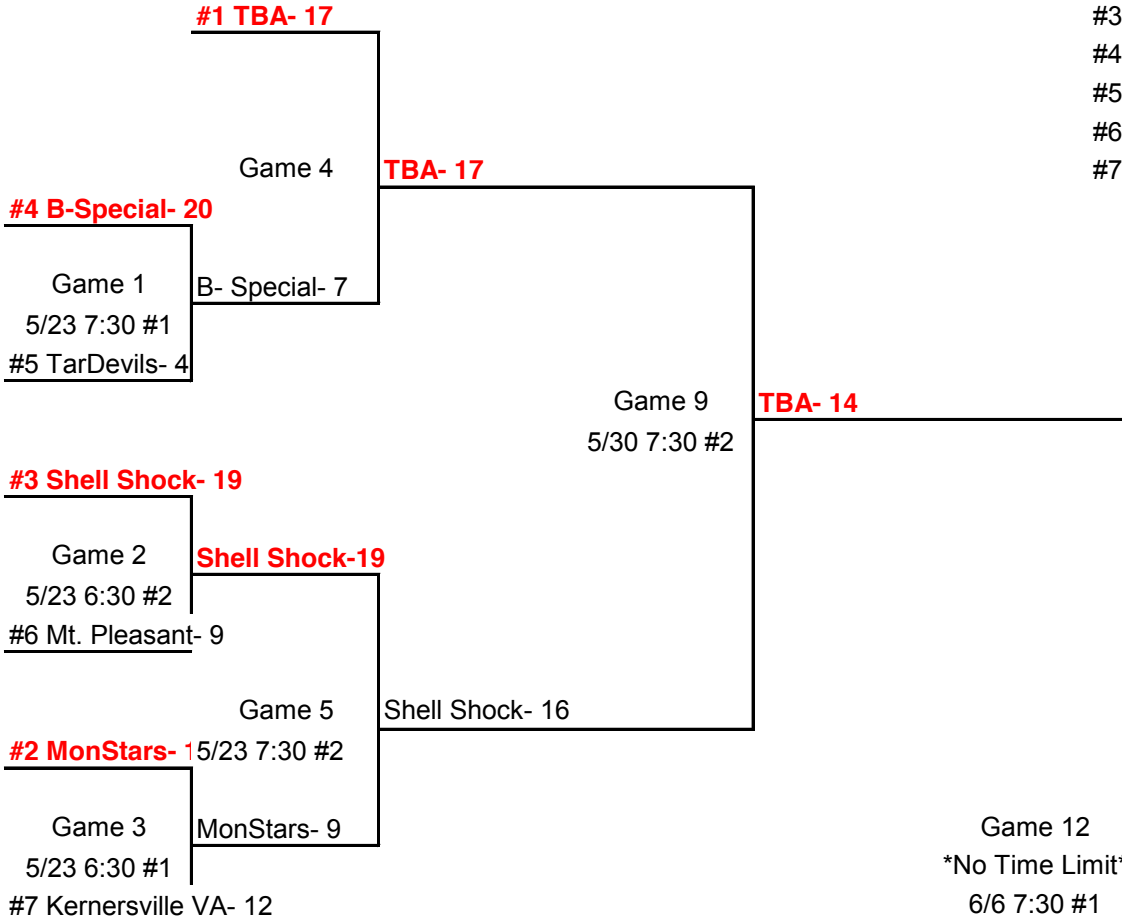 #1 TBA- 17
#3
#4
#5
#6
#7
Game 4
TBA- 17
#4 B-Special- 20
Game 1
B- Special- 7
5/23 7:30 #1
#5 TarDevils- 4
Game 9
TBA- 14
5/30 7:30 #2
#3 Shell Shock- 19
Game 2
Shell Shock-19
5/23 6:30 #2
#6 Mt. Pleasant- 9
Game 5
Shell Shock- 16
#2 MonStars-
5/23 7:30 #2
Game 3
MonStars- 9
5/23 6:30 #1
#7 Kernersville VA- 12
Game 12
*No Time Limit*
6/6 7:30 #1